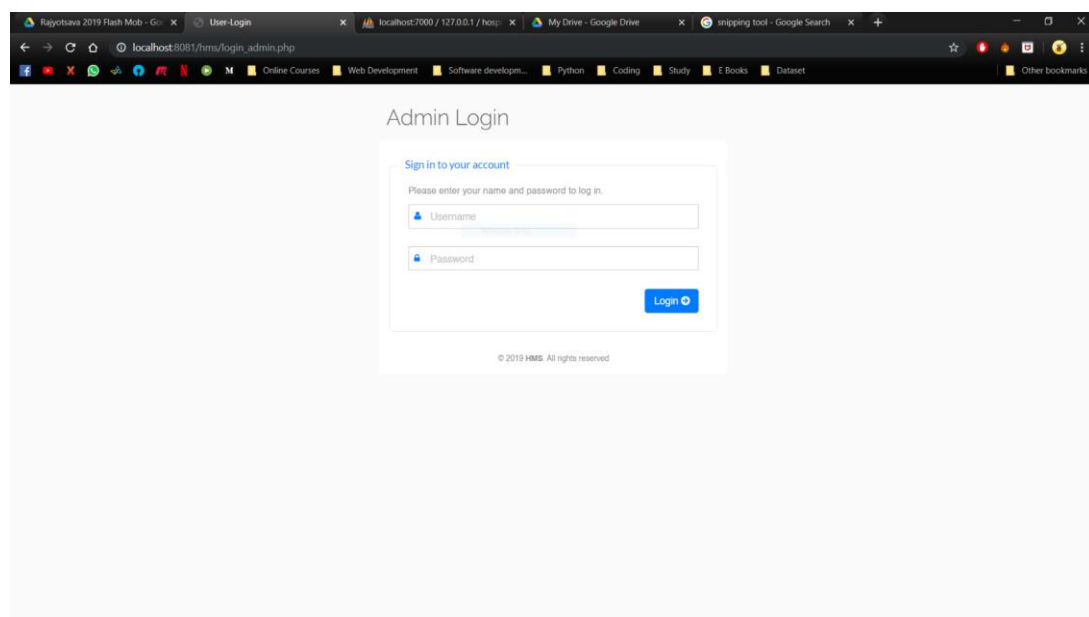 Rajyotsava 2019 Flash Mob - Go
User-Login
localhost:7000 / 127.0.0.1 / hosp
My Drive - Google Drive
snipping tool - Google Search
localhost:8081/hms/login_admin.php
M
Online Courses
Web Development
Software developm...
Python
Coding
Study
E Books
Dataset
Other bookmarks
Admin Login
Sign in to your account
Please enter your name and password to log in.
Username
Password
Login
© 2019 HMS. All rights reserved